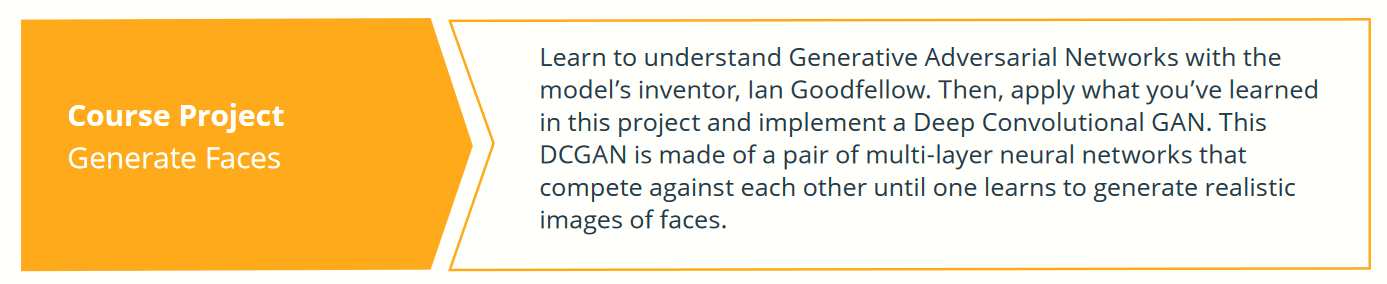 Course Project
Generate Faces
Learn to understand Generative Adversarial Networks with the
model’s inventor, Ian Goodfellow. Then, apply what you’ve learned
in this project and implement a Deep Convolutional GAN. This
DCGAN is made of a pair of multi-layer neural networks that
compete against each other until one learns to generate realistic
images of faces.